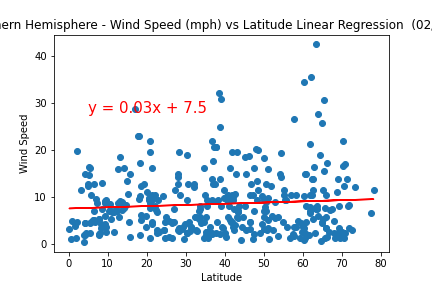 ern Hemisphere - Wind Speed (mph) vs Latitude Linear Regression (02/
y = 0.03x + 7.5
Wind Speed
40
30
20
10
0
0 10 20 30 40 50 60 70 80
Latitude